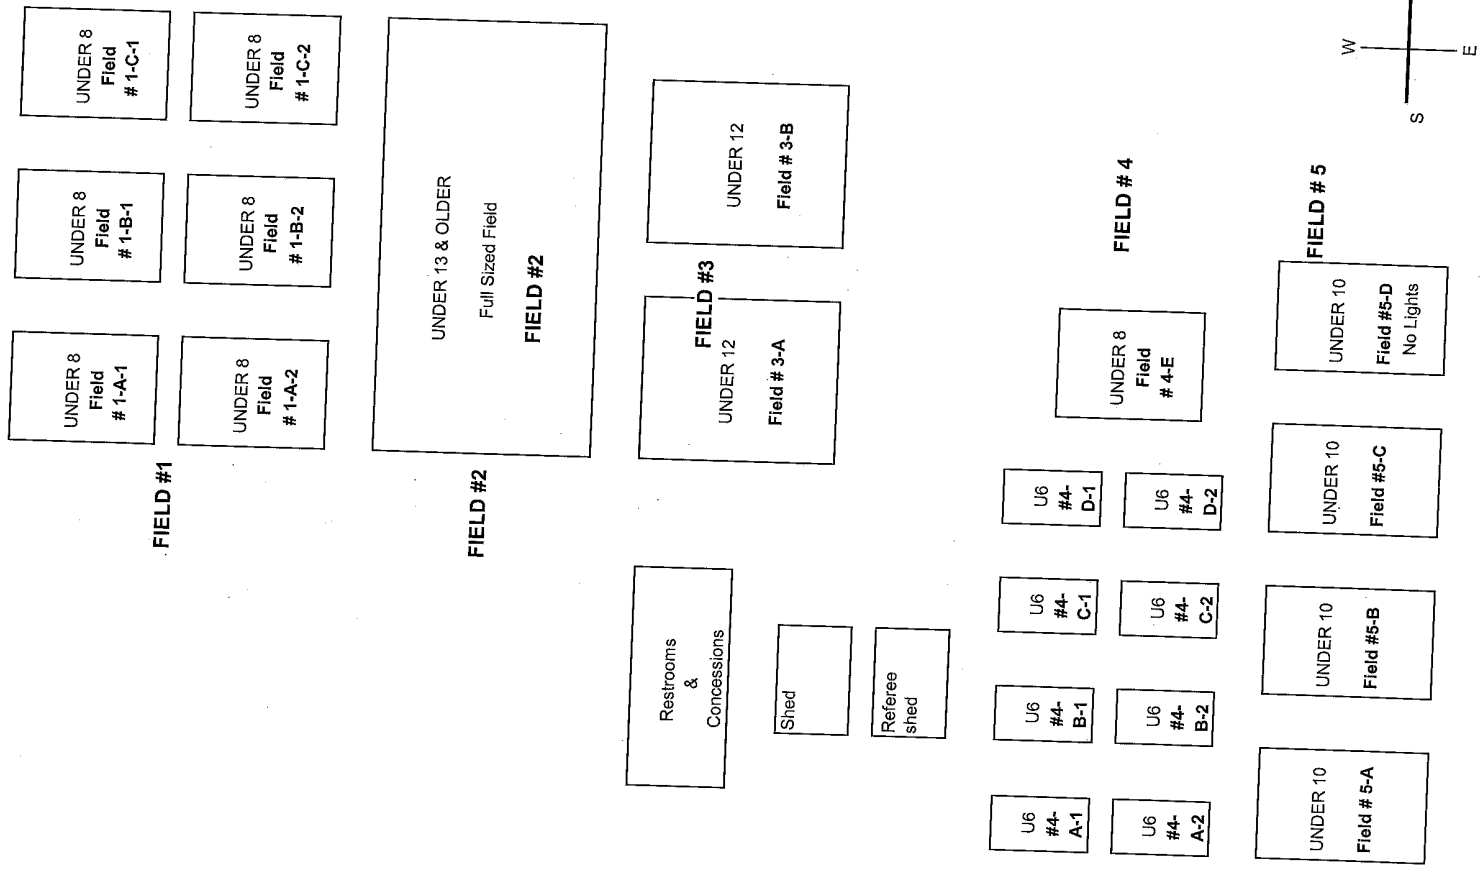 UNDER 8
Field
# 1-A-1
UNDER 8
Field
# 1-B-1
UNDER 8
Field
# 1-C-1
UNDER 8
Field
# 1-A-2
UNDER 8
Field
# 1-B-2
UNDER 8
Field
# 1-C-2
FIELD #1
UNDER 13 & OLDER
Full Sized Field
FIELD #2
FIELD #2
Restrooms
&
Concessions
UNDER 12
Field # 3-A
FIELD #3
UNDER 12
Field # 3-B
Shed
Referee
shed
U6
#4-
A-1
U6
#4-
B-1
U6
#4-
C-1
U6
#4-
D-1
U6
#4-
A-2
U6
#4-
B-2
U6
#4-
C-2
U6
#4-
D-2
UNDER 8
Field
# 4-E
FIELD # 4
UNDER 10
Field # 5-A
UNDER 10
Field #5-B
UNDER 10
Field #5-C
UNDER 10
Field #5-D
No Lights
FIELD # 5
W
S
E